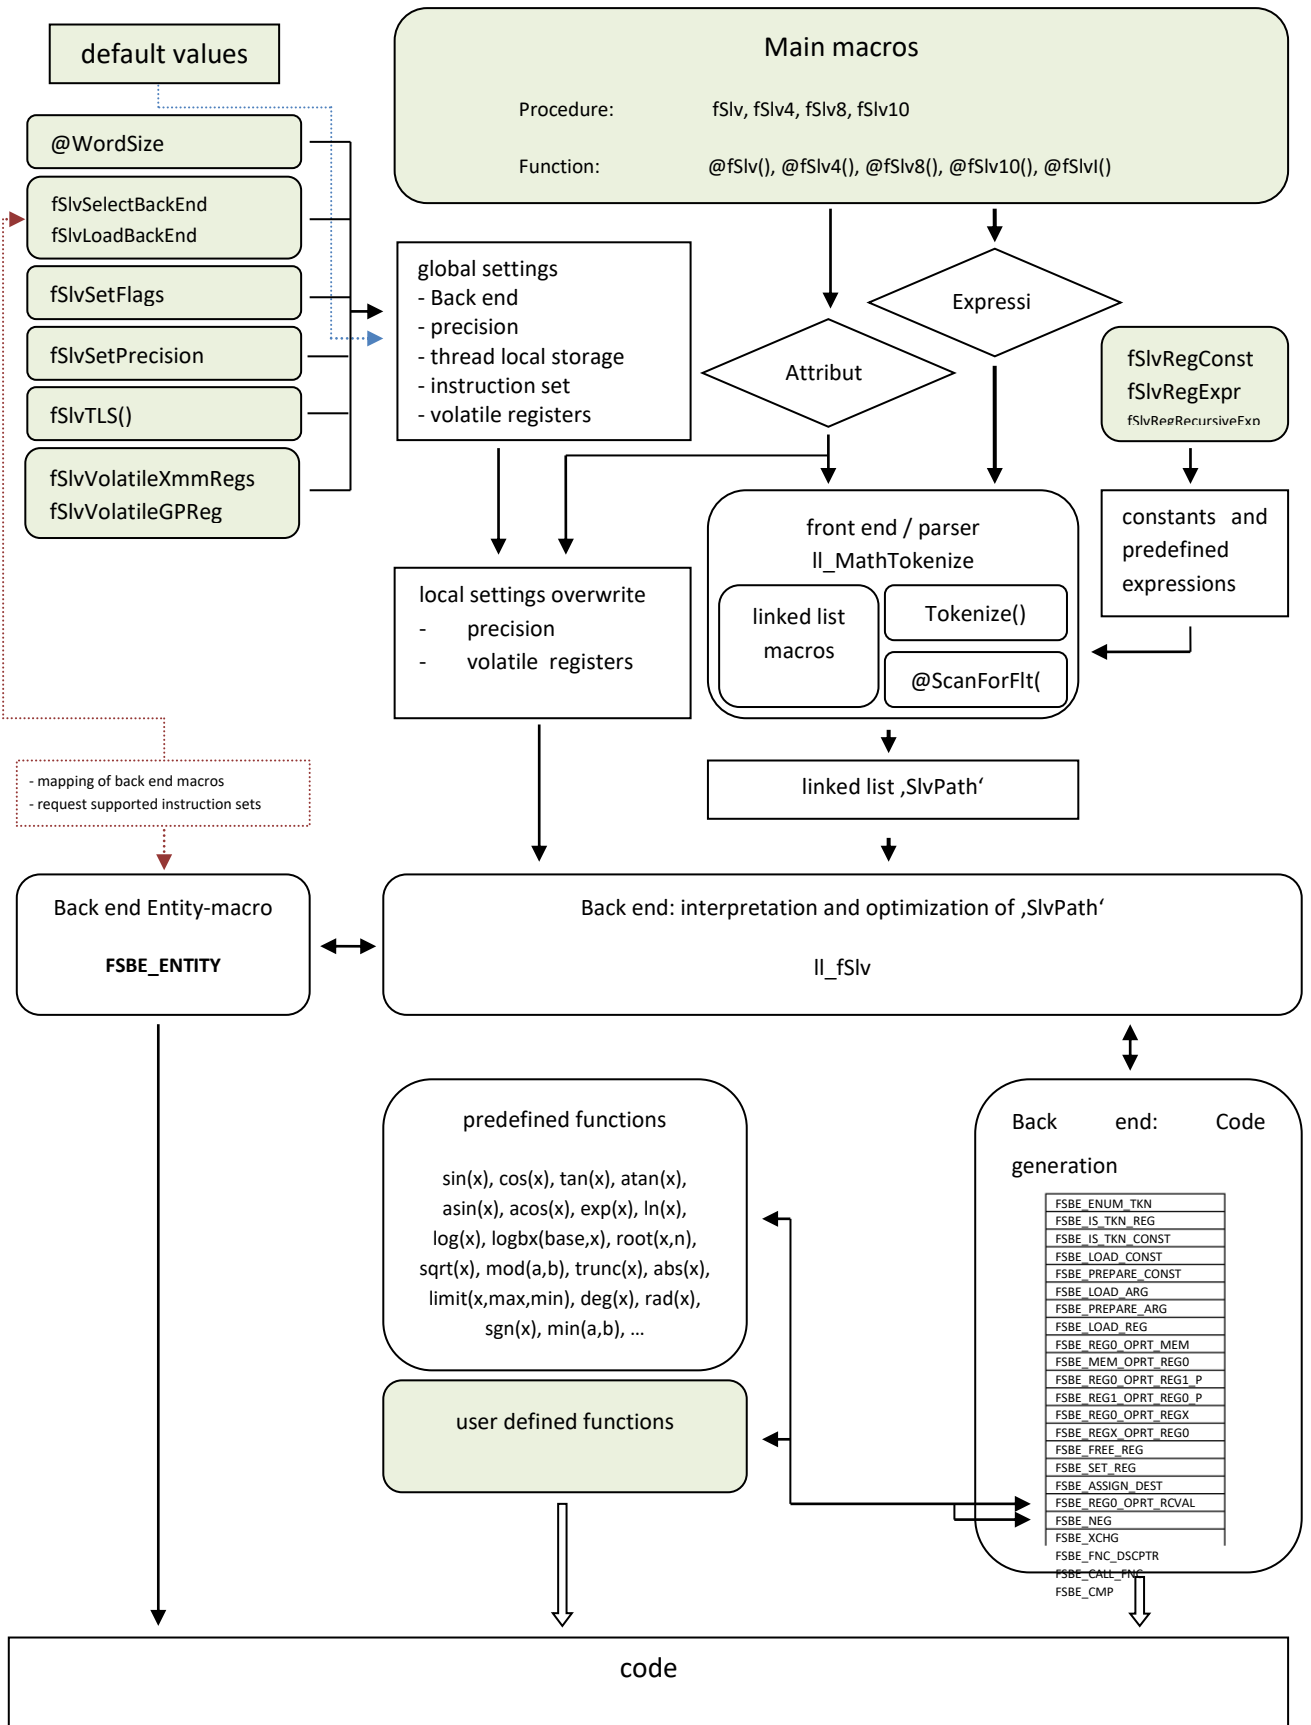 default values
Main macros
Procedure: fSlv, fSlv4, fSlv8, fSlv10
Function: @fSlv(), @fSlv4(), @fSlv8(), @fSlv10(), @fSlvI()
@WordSize
fSlvSelectBackEnd
fSlvLoadBackEnd
fSlvSetFlags
fSlvSetPrecision
fSlvTLS()
fSlvVolatileXmmRegs
fSlvVolatileGPReg
global settings
- Back end
- precision
- thread local storage
- instruction set
- volatile registers
Expressi
Attribut
fSlvRegConst
fSlvRegExpr
fSlvRegRecursiveExp
constants and
predefined
expressions
front end / parser
ll_MathTokenize
linked list
macros
Tokenize()
@ScanForFlt(
local settings overwrite
- precision
- volatile registers
- mapping of back end macros
- request supported instruction sets
linked list ‚SlvPath‘
Back end Entity-macro
FSBE_ENTITY
Back end: interpretation and optimization of ‚SlvPath‘
ll_fSlv
predefined functions
sin(x), cos(x), tan(x), atan(x),
asin(x), acos(x), exp(x), ln(x),
log(x), logbx(base,x), root(x,n),
sqrt(x), mod(a,b), trunc(x), abs(x),
limit(x,max,min), deg(x), rad(x),
sgn(x), min(a,b), ...
user defined functions
Back end: Code
generation
FSBE_ENUM_TKN
FSBE_IS_TKN_REG
FSBE_IS_TKN_CONST
FSBE_LOAD_CONST
FSBE_PREPARE_CONST
FSBE_LOAD_ARG
FSBE_PREPARE_ARG
FSBE_LOAD_REG
FSBE_REG0_OPRT_MEM
FSBE_MEM_OPRT_REG0
FSBE_REG0_OPRT_REG1_P
FSBE_REG1_OPRT_REG0_P
FSBE_REG0_OPRT_REGX
FSBE_REGX_OPRT_REG0
FSBE_FREE_REG
FSBE_SET_REG
FSBE_ASSIGN_DEST
FSBE_REG0_OPRT_RCVAL
FSBE_NEG
FSBE_XCHG
FSBE_FNC_DSCPTR
FSBE_CALL_FNC
FSBE_CMP
code